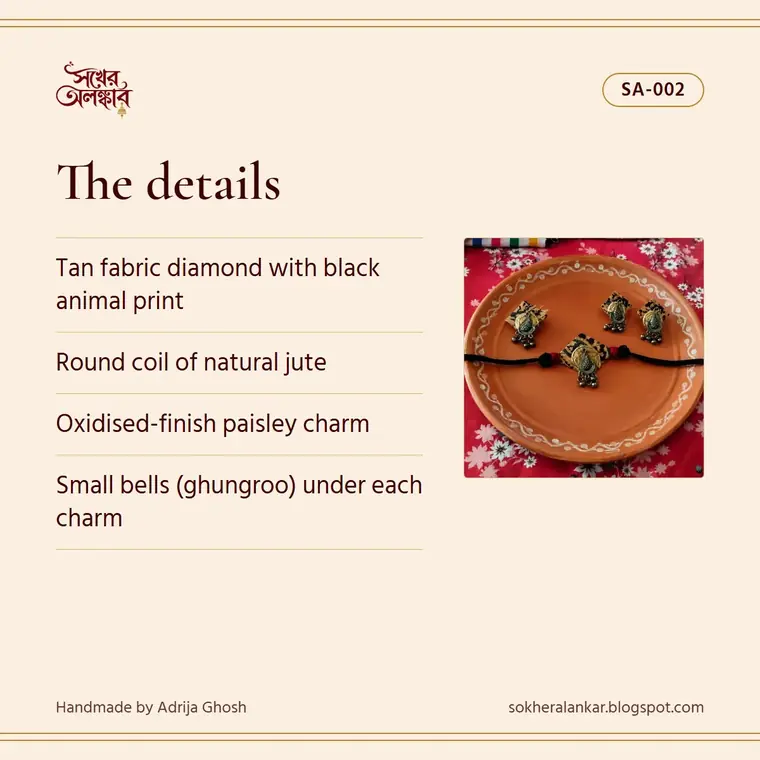 সখের
অলঙ্কার
SA-002
The details
Tan fabric diamond with black
animal print
Round coil of natural jute
Oxidised-finish paisley charm
Small bells (ghungroo) under each
charm
Handmade by Adrija Ghosh
sokheralankar.blogspot.com